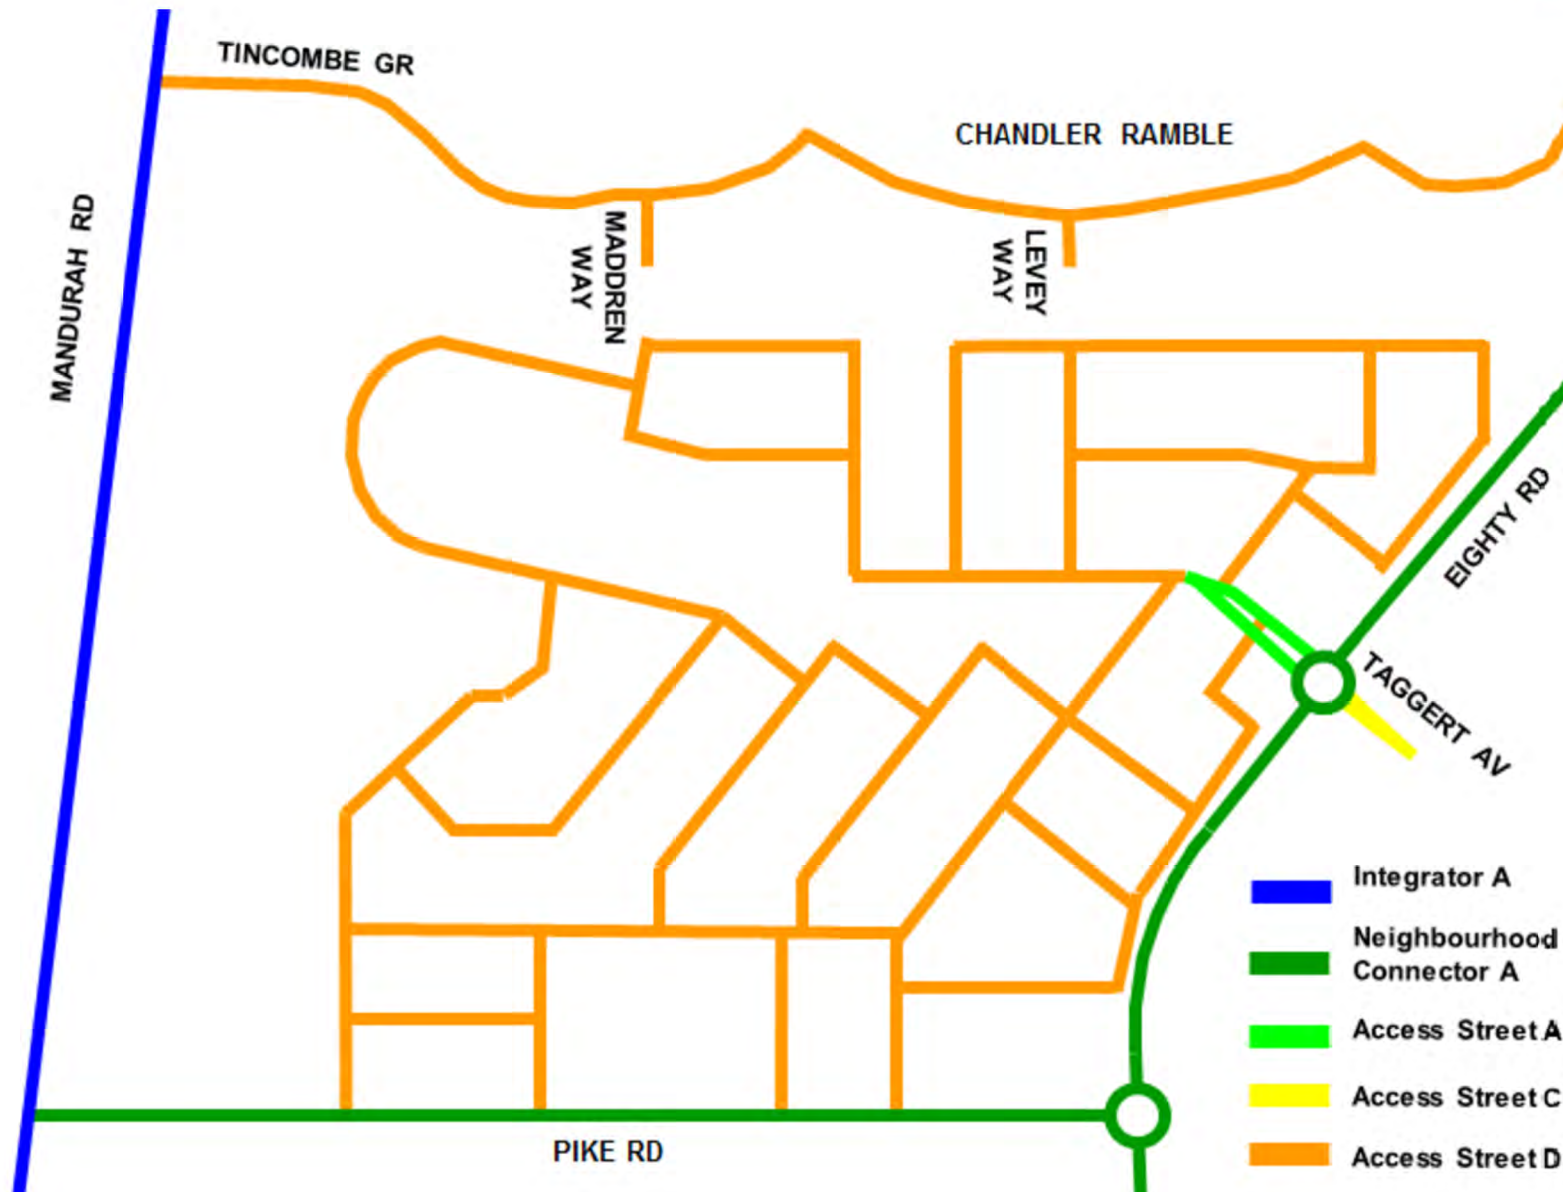 TINCOMBE GR
CHANDLER RAMBLE
MANDURAH RD
MADDREN
WAY
LEVEY
WAY
EIGHTY RD
TAGGERT AV
Integrator A
Neighbourhood
Connector A
Access Street A
Access Street C
Access Street D
PIKE RD